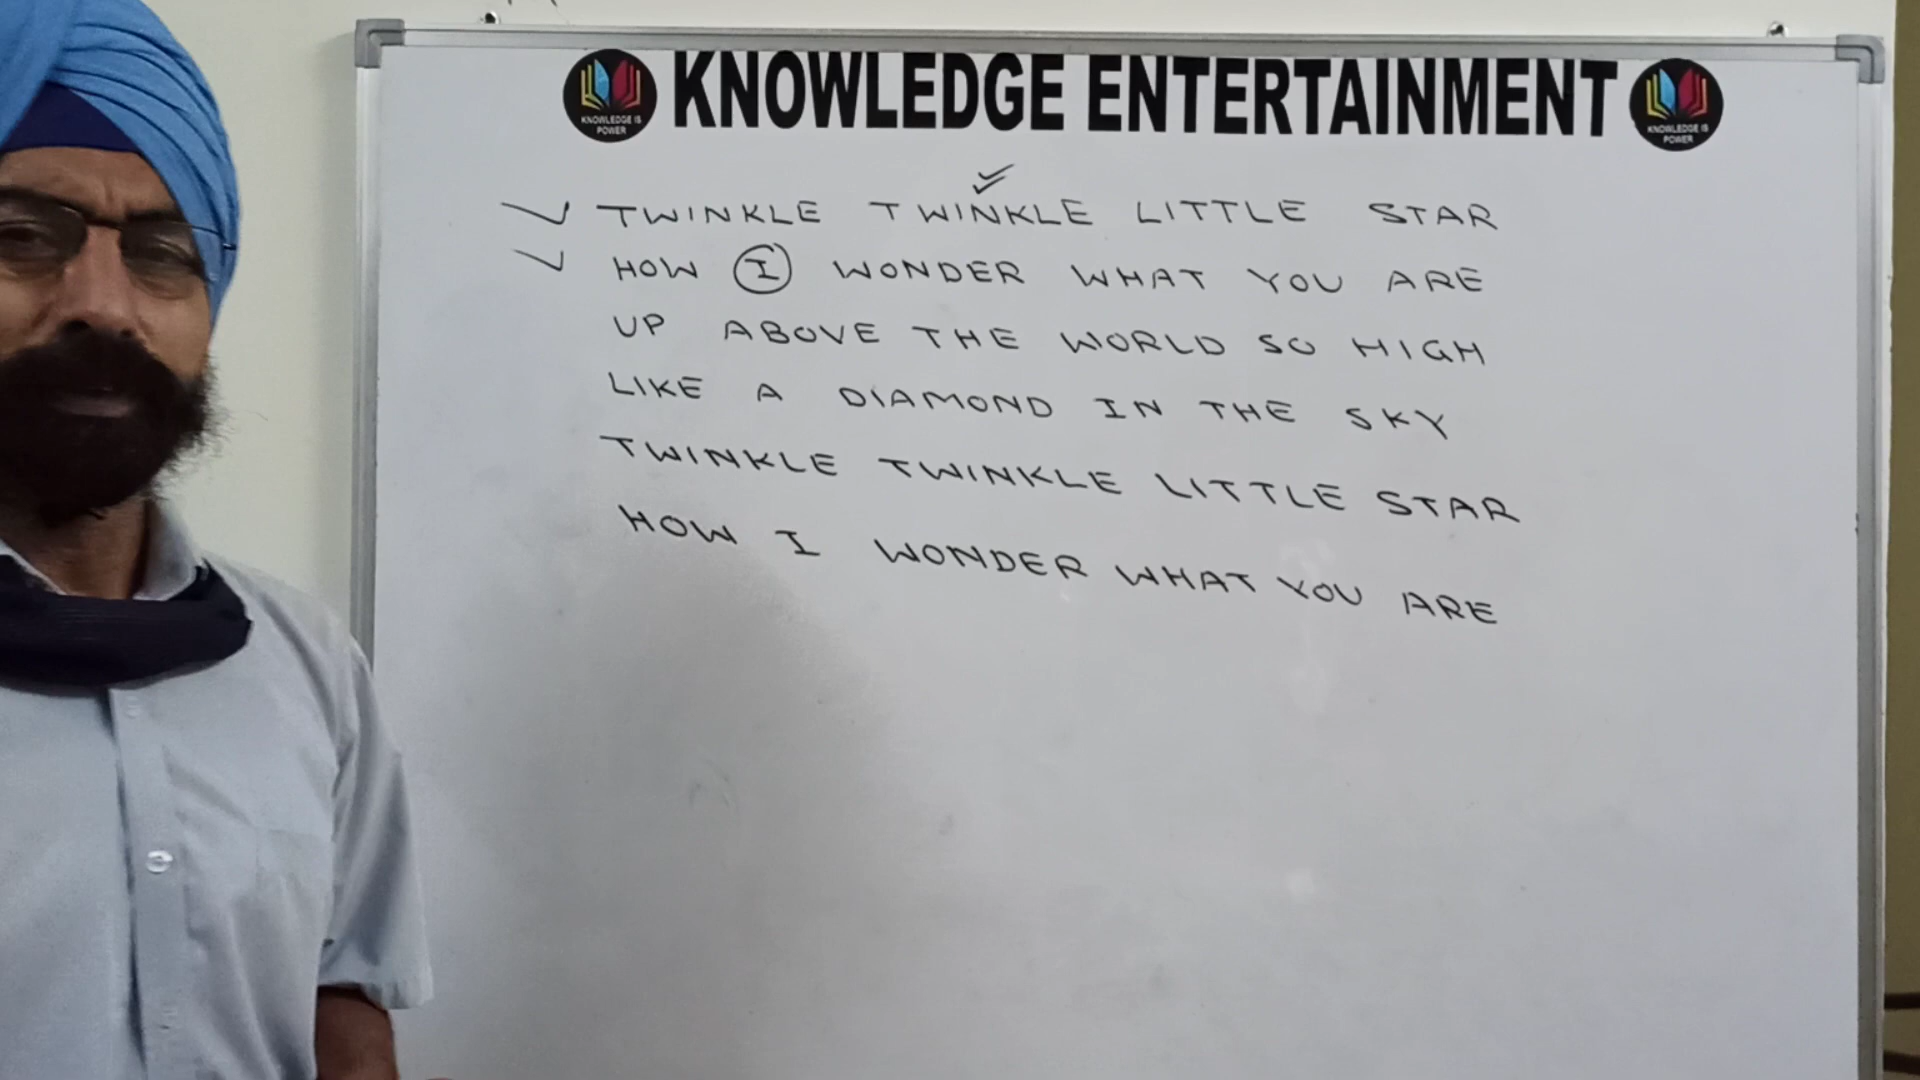 KNOWLEDGE ENTERTAINMENT
KNOWLEDGE IS
POWER
KNOWLEDGE IS
POWER
TWINKLE TWINKLE LITTLE STAR
HOW I WONDER WHAT YOU ARE
UP ABOVE THE WORLD SO HIGH
LIKE A DIAMOND IN THE SKY
TWINKLE TWINKLE LITTLE STAR
HOW I WONDER WHAT YOU ARE